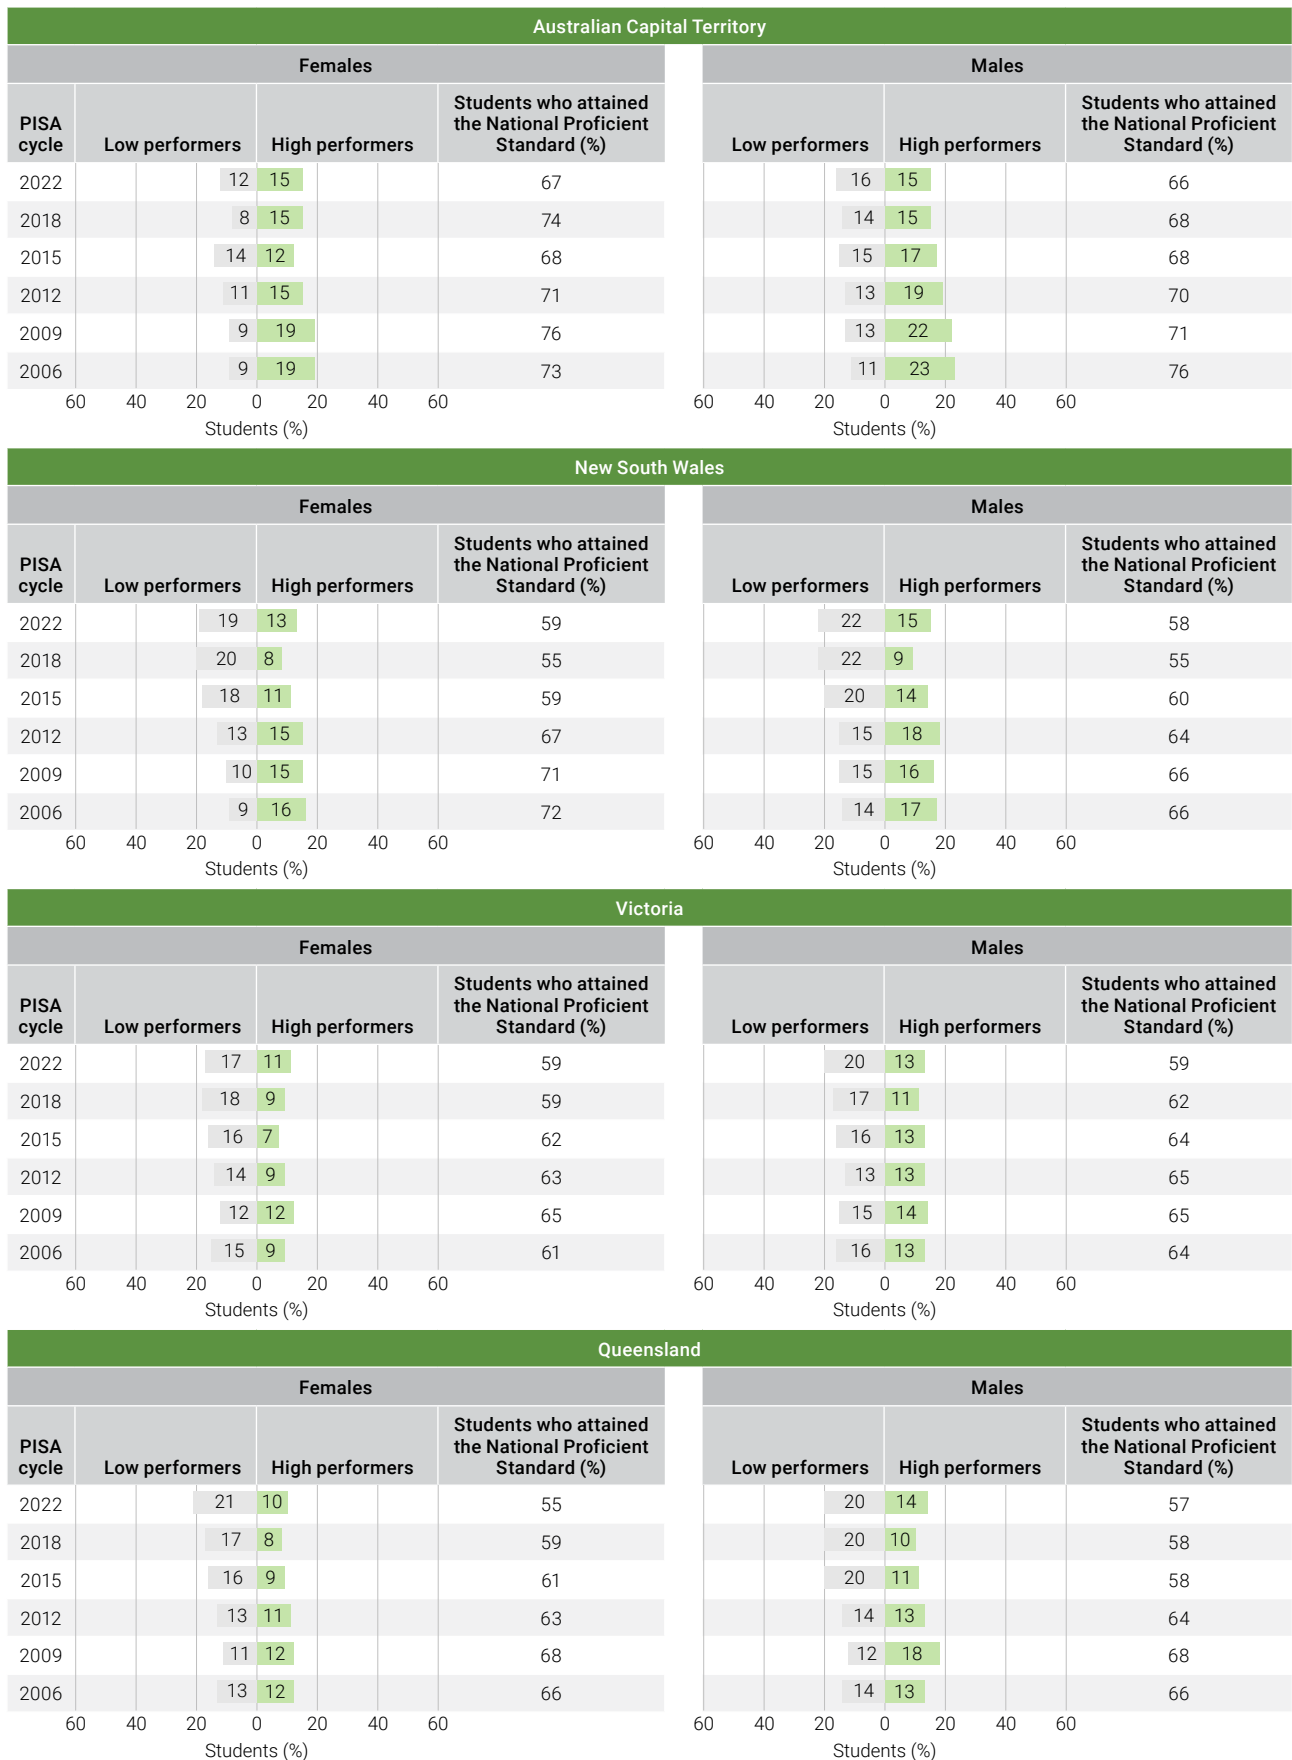 Australian Capital Territory
Females
Males
PISA cycle Low performers High performers Students who attained the National Proficient Standard (%) Low performers High performers Students who attained the National Proficient Standard (%)
2022 12 15 67 16 15 66
2018 8 15 74 14 15 68
2015 14 12 68 15 17 68
2012 11 15 71 13 19 70
2009 9 19 76 13 22 71
2006 9 19 73 11 23 76
60 40 20 0 20 40 60 60 40 20 0 20 40 60
Students (%) Students (%)
New South Wales
Females
Males
PISA cycle Low performers High performers Students who attained the National Proficient Standard (%) Low performers High performers Students who attained the National Proficient Standard (%)
2022 19 13 59 22 15 58
2018 20 8 55 22 9 55
2015 18 11 59 20 14 60
2012 13 15 67 15 18 64
2009 10 15 71 15 16 66
2006 9 16 72 14 17 66
60 40 20 0 20 40 60 60 40 20 0 20 40 60
Students (%) Students (%)
Victoria
Females
Males
PISA cycle Low performers High performers Students who attained the National Proficient Standard (%) Low performers High performers Students who attained the National Proficient Standard (%)
2022 17 11 59 20 13 59
2018 18 9 59 17 11 62
2015 16 7 62 16 13 64
2012 14 9 63 13 13 65
2009 12 12 65 15 14 65
2006 15 9 61 16 13 64
60 40 20 0 20 40 60 60 40 20 0 20 40 60
Students (%) Students (%)
Queensland
Females
Males
PISA cycle Low performers High performers Students who attained the National Proficient Standard (%) Low performers High performers Students who attained the National Proficient Standard (%)
2022 21 10 55 20 14 57
2018 17 8 59 20 10 58
2015 16 9 61 20 11 58
2012 13 11 63 14 13 64
2009 11 12 68 12 18 68
2006 13 12 66 14 13 66
60 40 20 0 20 40 60 60 40 20 0 20 40 60
Students (%) Students (%)